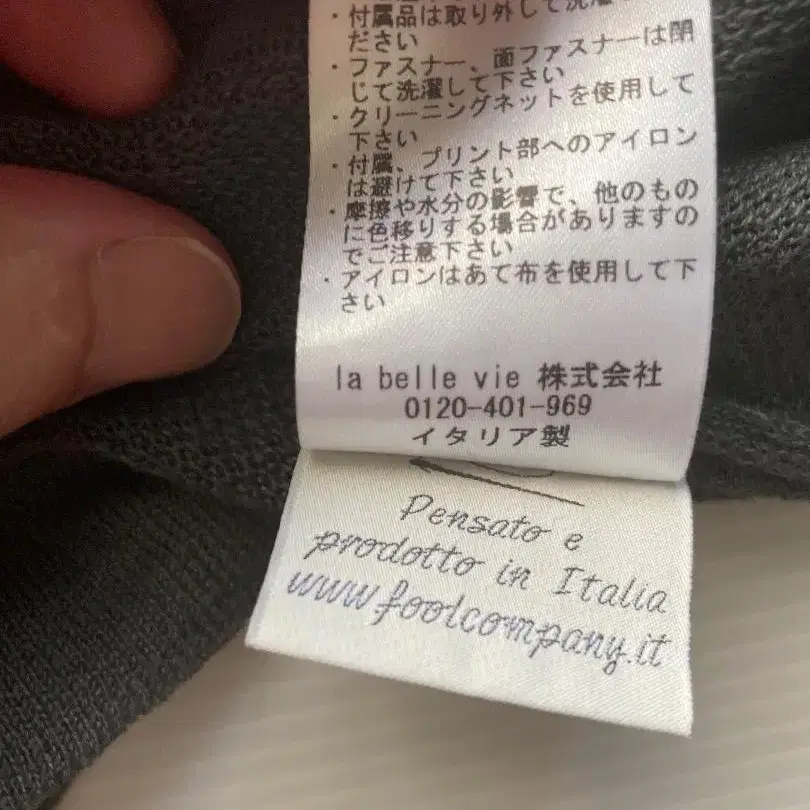 ・付属品は取り外して洗濯
ださい
・ファスナー、面ファスナーは閉
じて洗濯して下さい
・クリーニングネットを使用して
下さい
・付属、プリント部へのアイロン
は避けて下さい
・摩擦や水分の影響で、他のもの
に色移りする場合がありますの
でご注意下さい
・アイロンはあて布を使用して下
さい
la belle vie 株式会社
0120-401-969
イタリア製
Pensato e
prodotto in Italia
www.foolcompany.it